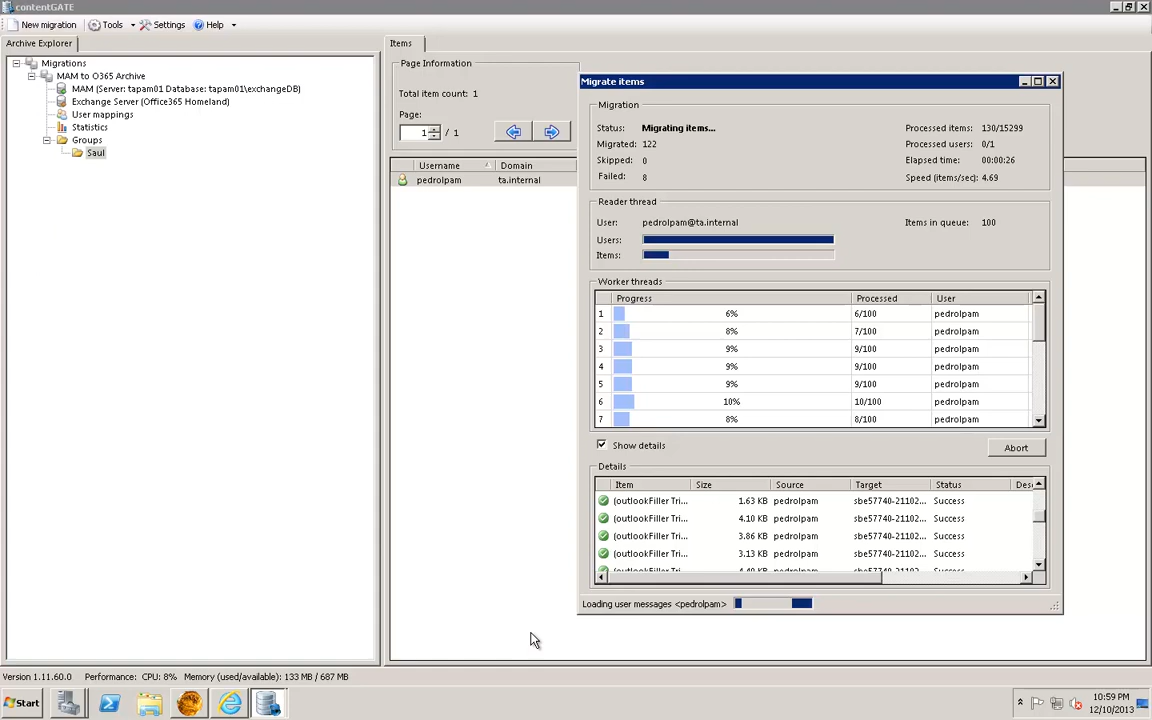 contentGATE
New migration Tools Settings Help
Archive Explorer
Migrations
MAM to O365 Archive
MAM (Server: tapam01 Database: tapam01\exchangeDB)
Exchange Server (Office365 Homeland)
User mappings
Statistics
Groups
Saul
Items
Page Information
Total item count: 1
Page:
1 / 1
Username Domain
pedrolpam ta.internal
Migrate items
Migration
Status: Migrating items... Processed items: 130/15299
Migrated: 122 Processed users: 0/1
Skipped: 0 Elapsed time: 00:00:26
Failed: 8 Speed (items/sec): 4.69
Reader thread
User: pedrolpam@ta.internal Items in queue: 100
Users:
Items:
Worker threads
Progress Processed User
1 6% 6/100 pedrolpam
2 8% 7/100 pedrolpam
3 9% 9/100 pedrolpam
4 9% 9/100 pedrolpam
5 9% 9/100 pedrolpam
6 10% 10/100 pedrolpam
7 8% 8/100 pedrolpam
Show details Abort
Details
Item Size Source Target Status Des
(outlookFiller Tri... 1.63 KB pedrolpam sbe57740-21102... Success
(outlookFiller Tri... 4.10 KB pedrolpam sbe57740-21102... Success
(outlookFiller Tri... 3.86 KB pedrolpam sbe57740-21102... Success
(outlookFiller Tri... 3.13 KB pedrolpam sbe57740-21102... Success
Loading user messages <pedrolpam>
Version 1.11.60.0 Performance: CPU: 8% Memory (used/available): 133 MB / 687 MB
Start
10:59 PM
12/10/2013